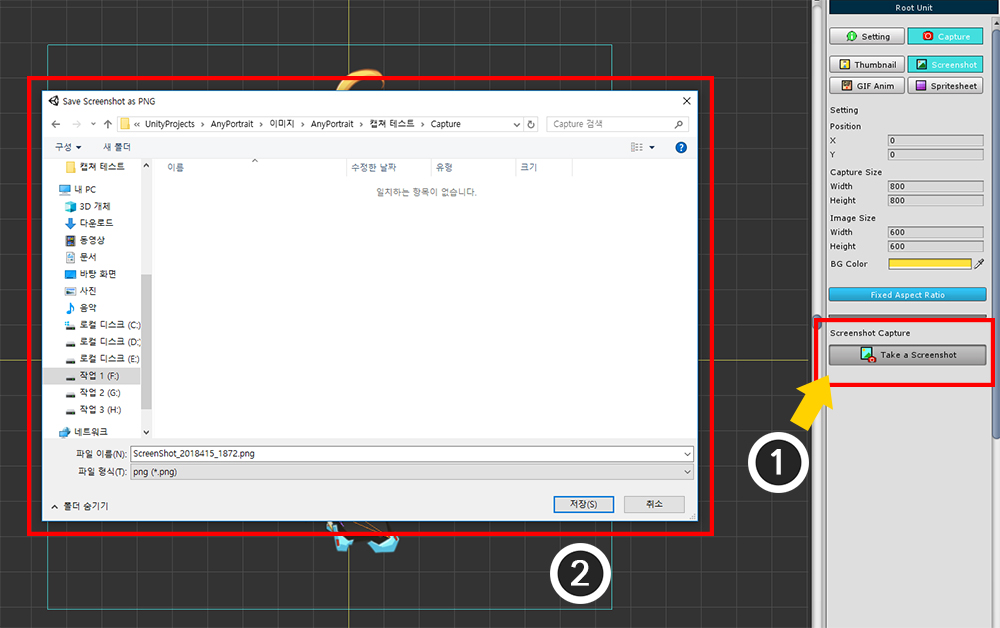 Root Unit
Setting
Capture
Thumbnail
Screenshot
GIF Anim
Spritesheet
Setting
Position
X 0
Y 0
Capture Size
Width 800
Height 800
Image Size
Width 600
Height 600
BG Color
Fixed Aspect Ratio
Screenshot Capture
Take a Screenshot
1
Save Screenshot as PNG
« UnityProjects > AnyPortrait > 이미지 > AnyPortrait > 캡쳐 테스트 > Capture
Capture 검색
구성 새 폴더
이름 수정한 날짜 유형 크기
일치하는 항목이 없습니다.
캡쳐 테스트
내 PC
3D 개체
다운로드
동영상
문서
바탕 화면
사진
음악
로컬 디스크 (C:)
로컬 디스크 (D:)
로컬 디스크 (E:)
작업 1 (F:)
작업 2 (G:)
작업 3 (H:)
네트워크
파일 이름(N): ScreenShot_2018415_1872.png
파일 형식(T): png (*.png)
폴더 숨기기
저장(S)
취소
2